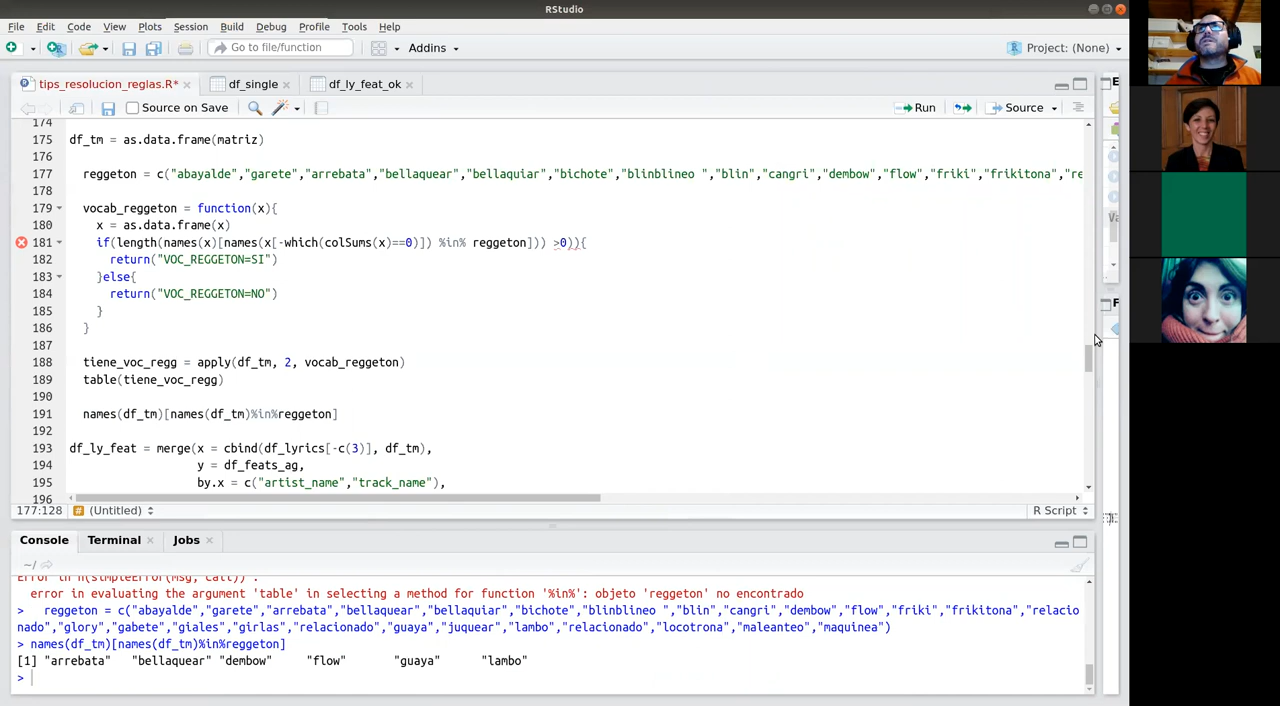 RStudio
File Edit Code View Plots Session Build Debug Profile Tools Help
Go to file/function Addins Project: (None)
tips_resolucion_reglas.R* df_single df_ly_feat_ok
Source on Save Run Source
174
175 df_tm = as.data.frame(matriz)
176
177 reggeton = c("abayalde","garete","arrebata","bellaquear","bellaquiar","bichote","blinblineo ","blin","cangri","dembow","flow","friki","frikitona","re
178
179 vocab_reggeton = function(x){
180 x = as.data.frame(x)
181 if(length(names(x)[names(x[-which(colSums(x)==0)]) %in% reggeton])) >0)){
182 return("VOC_REGGETON=SI")
183 }else{
184 return("VOC_REGGETON=NO")
185 }
186 }
187
188 tiene_voc_regg = apply(df_tm, 2, vocab_reggeton)
189 table(tiene_voc_regg)
190
191 names(df_tm)[names(df_tm)%in%reggeton]
192
193 df_ly_feat = merge(x = cbind(df_lyrics[-c(3)], df_tm),
194 y = df_feats_ag,
195 by.x = c("artist_name","track_name"),
196
177:128 (Untitled) R Script
Console Terminal Jobs
~/
Error in h(simpleError(msg, call)) :
error in evaluating the argument 'table' in selecting a method for function '%in%': objeto 'reggeton' no encontrado
> reggeton = c("abayalde","garete","arrebata","bellaquear","bellaquiar","bichote","blinblineo ","blin","cangri","dembow","flow","friki","frikitona","relacio
nado","glory","gabete","giales","girlas","relacionado","guaya","juquear","lambo","relacionado","locotrona","maleanteo","maquinea")
> names(df_tm)[names(df_tm)%in%reggeton]
[1] "arrebata" "bellaquear" "dembow" "flow" "guaya" "lambo"
>